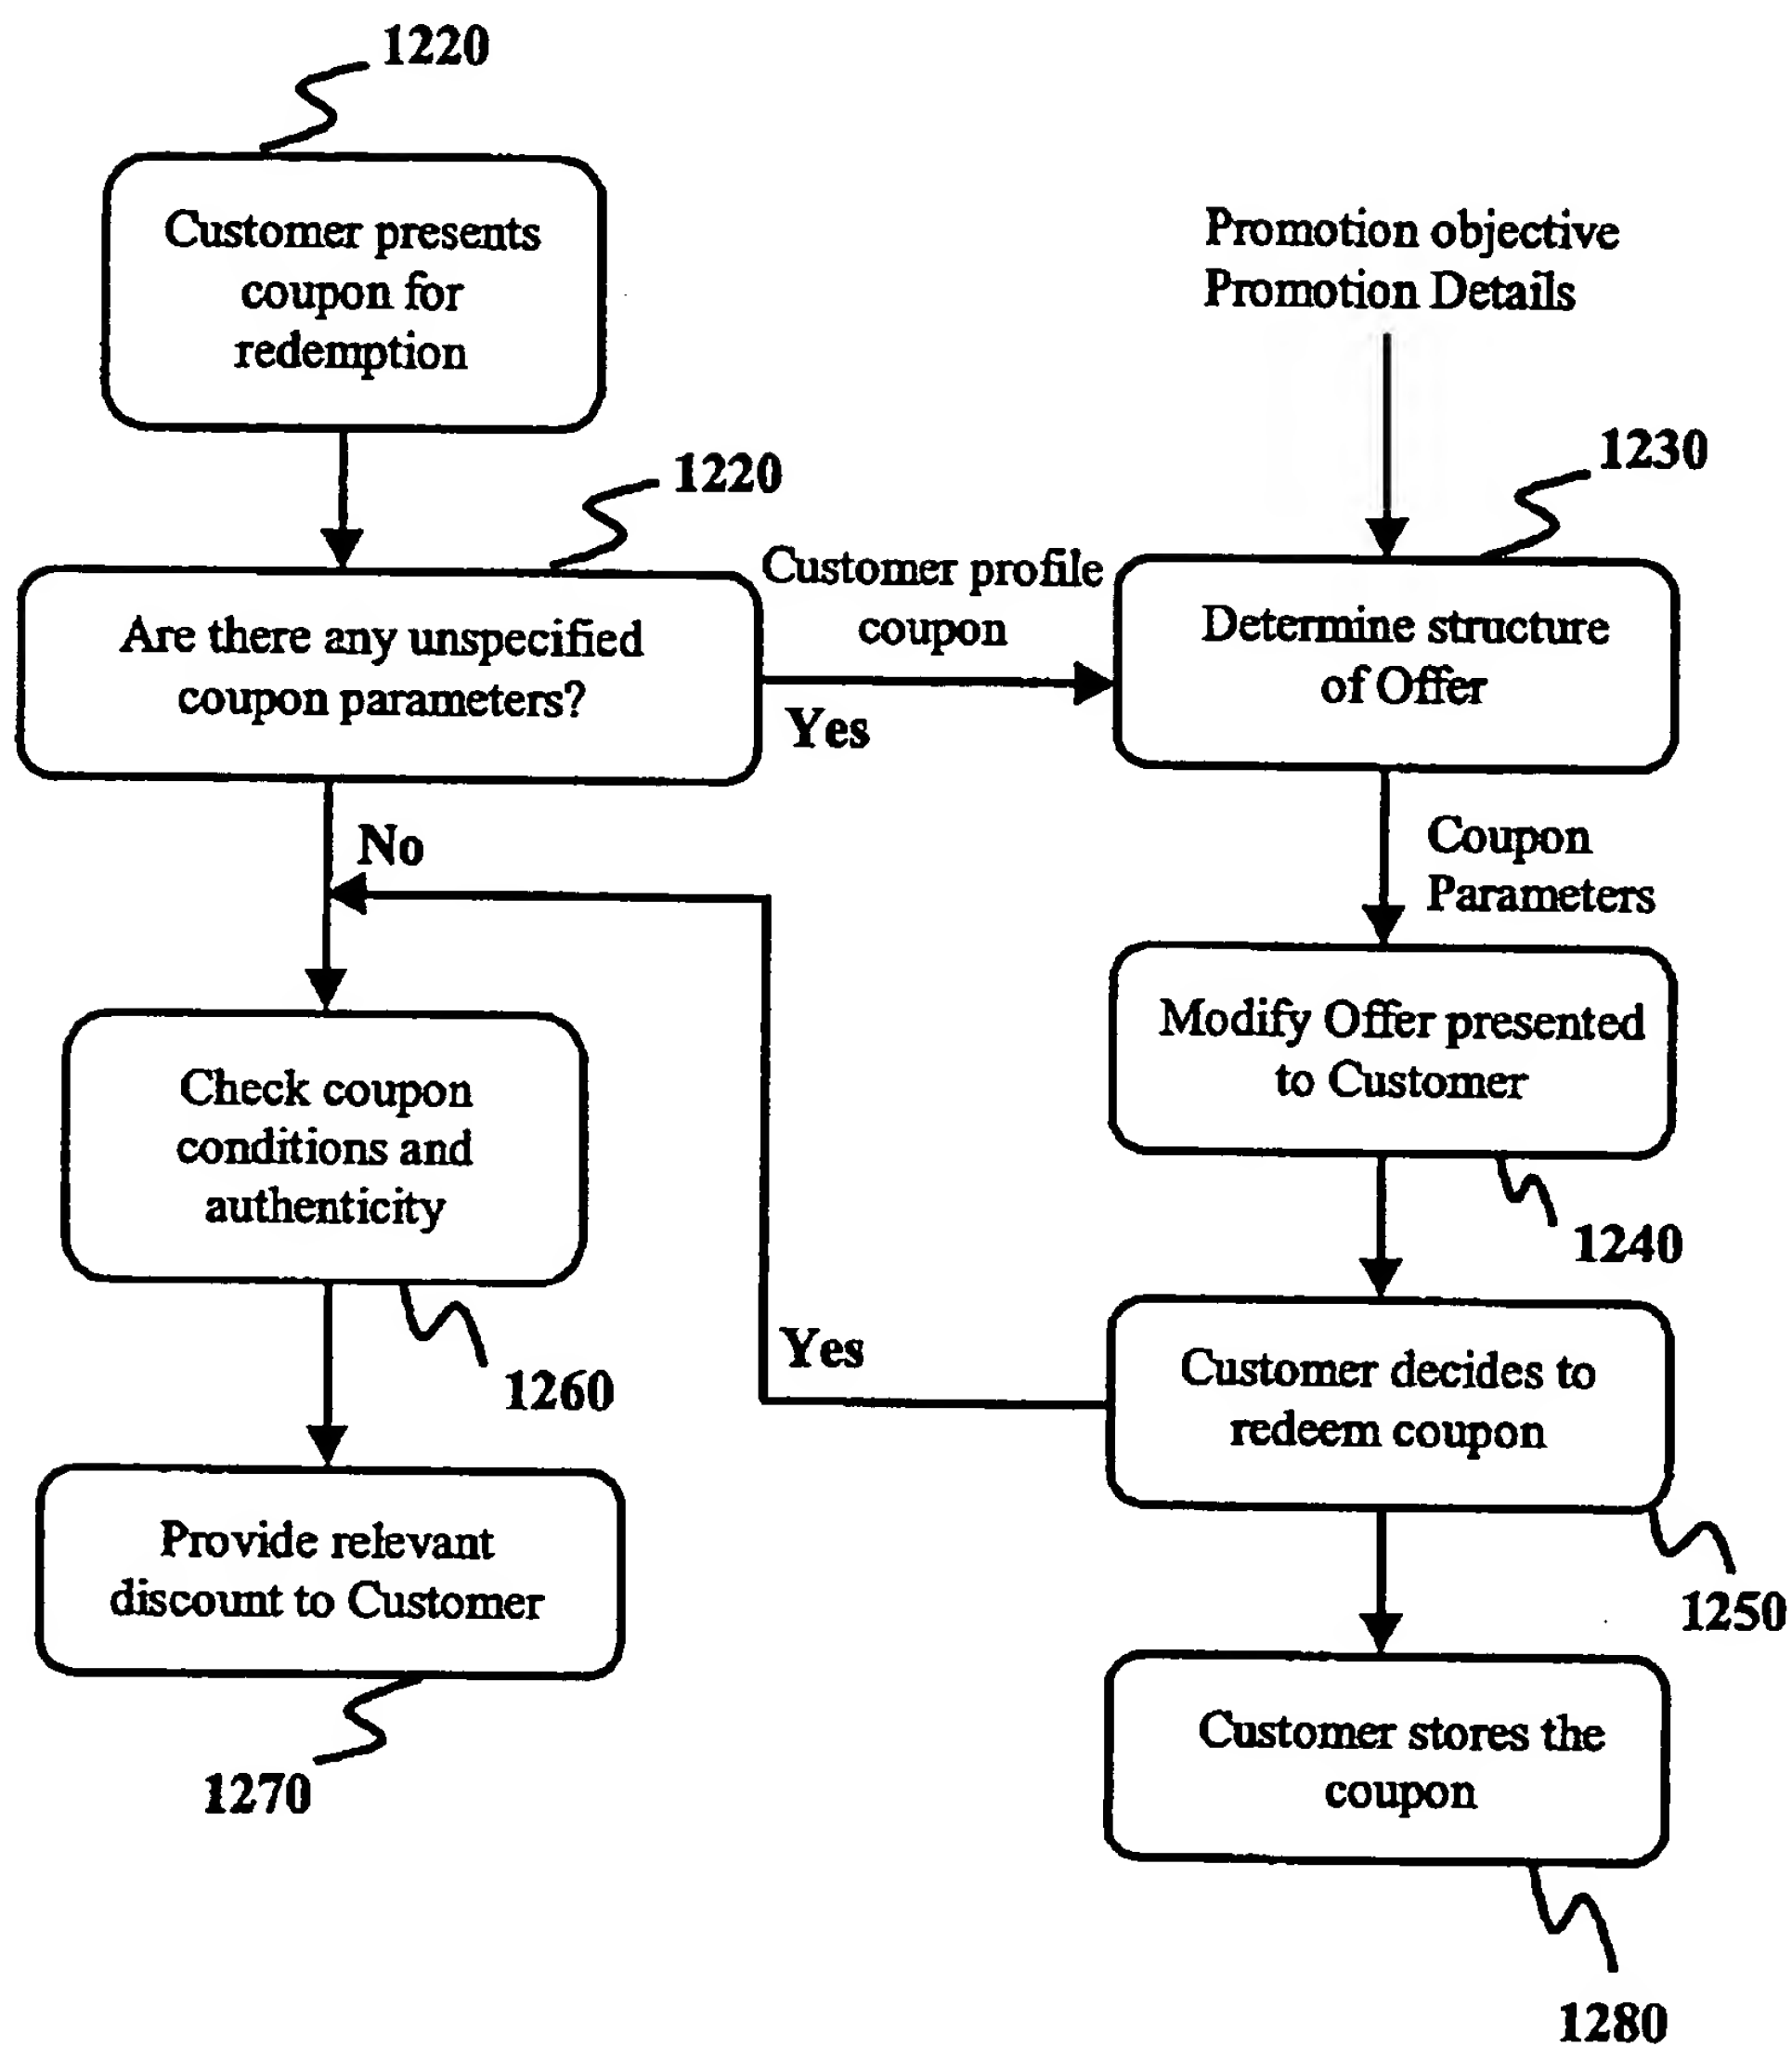 1220
Customer presents
coupon for
redemption
Promotion objective
Promotion Details
1220
1230
Are there any unspecified
coupon parameters?
Customer profile
coupon
Yes
Determine structure
of Offer
No
Coupon
Parameters
Modify Offer presented
to Customer
1240
Check coupon
conditions and
authenticity
1260
Yes
Customer decides to
redeem coupon
1250
Provide relevant
discount to Customer
1270
Customer stores the
coupon
1280